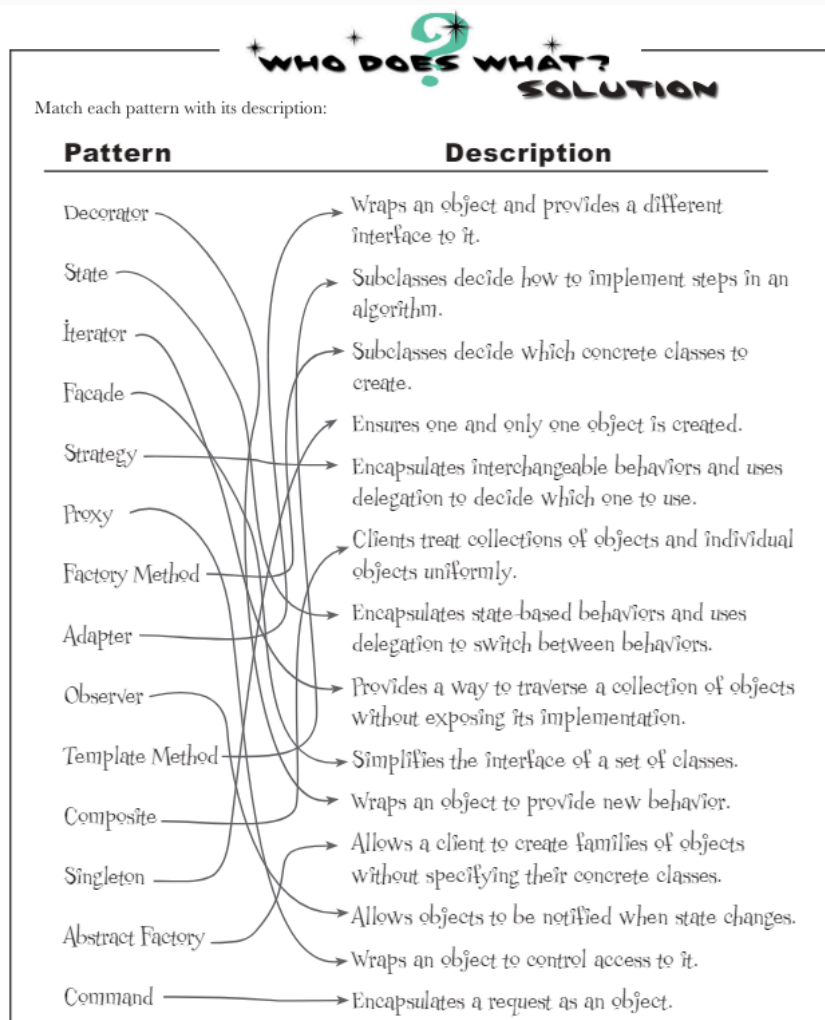 WHO DOES WHAT?
SOLUTION
Match each pattern with its description:
Pattern
Description
Decorator
State
Iterator
Facade
Strategy
Proxy
Factory Method
Adapter
Observer
Template Method
Composite
Singleton
Abstract Factory
Command
Wraps an object and provides a different
interface to it.
Subclasses decide how to implement steps in an
algorithm.
Subclasses decide which concrete classes to
create.
Ensures one and only one object is created.
Encapsulates interchangeable behaviors and uses
delegation to decide which one to use.
Clients treat collections of objects and individual
objects uniformly.
Encapsulates state-based behaviors and uses
delegation to switch between behaviors.
Provides a way to traverse a collection of objects
without exposing its implementation.
Simplifies the interface of a set of classes.
Wraps an object to provide new behavior.
Allows a client to create families of objects
without specifying their concrete classes.
Allows objects to be notified when state changes.
Wraps an object to control access to it.
Encapsulates a request as an object.